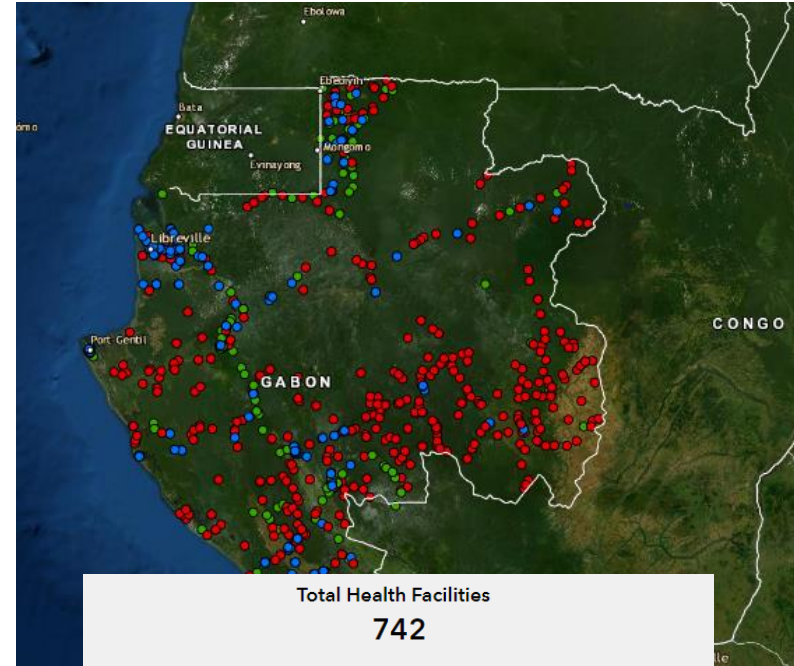 Ebolowa
Ebebiyin
Bata
EQUATORIAL
GUINEA
Mongomo
Evinayong
Libreville
CONGO
Port-Gentil
GABON
Total Health Facilities
742